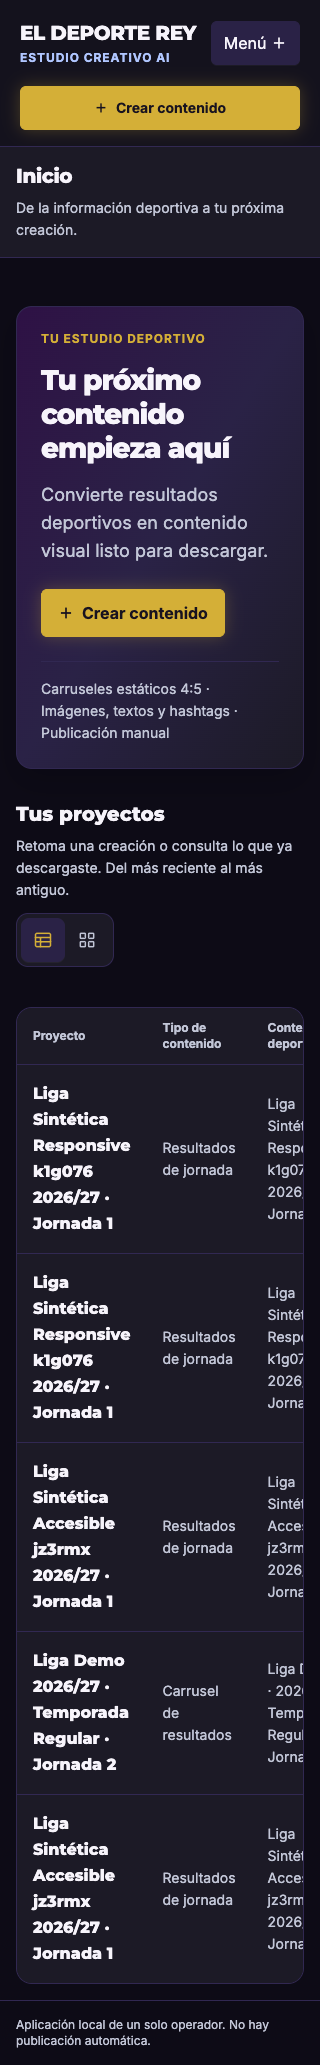 EL DEPORTE REY
ESTUDIO CREATIVO AI
Menú +
+ Crear contenido
Inicio
De la información deportiva a tu próxima
creación.
TU ESTUDIO DEPORTIVO
Tu próximo
contenido
empieza aquí
Convierte resultados
deportivos en contenido
visual listo para descargar.
+ Crear contenido
Carruseles estáticos 4:5 ·
Imágenes, textos y hashtags ·
Publicación manual
Tus proyectos
Retoma una creación o consulta lo que ya
descargaste. Del más reciente al más
antiguo.
Proyecto
Tipo de
contenido
Liga
Sintética
Responsive
k1g076
2026/27 ·
Jornada 1
Resultados
de jornada
Liga
Liga
Sintética
Responsive
k1g076
2026/27 ·
Jornada 1
Resultados
de jornada
Liga
Liga
Sintética
Accesible
jz3rmx
2026/27 ·
Jornada 1
Resultados
de jornada
Liga
Liga Demo
2026/27 ·
Temporada
Regular ·
Jornada 2
Carrusel
de
resultados
Liga
Liga
Sintética
Accesible
jz3rmx
2026/27 ·
Jornada 1
Resultados
de jornada
Liga
Aplicación local de un solo operador. No hay
publicación automática.